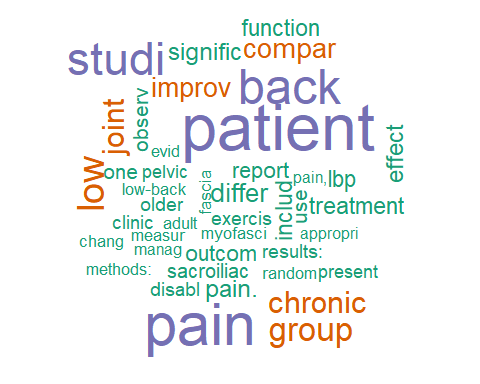 function
studi signific compar
improv back
joint observ patient
evid
low one pelvic report pain, lbp effect
low-back fascia differ includ use
older treatment
clinic adult exercis
chang measur myofasci appropri
manag outcom results:
methods: sacroiliac random present
disabl pain. chronic
pain group